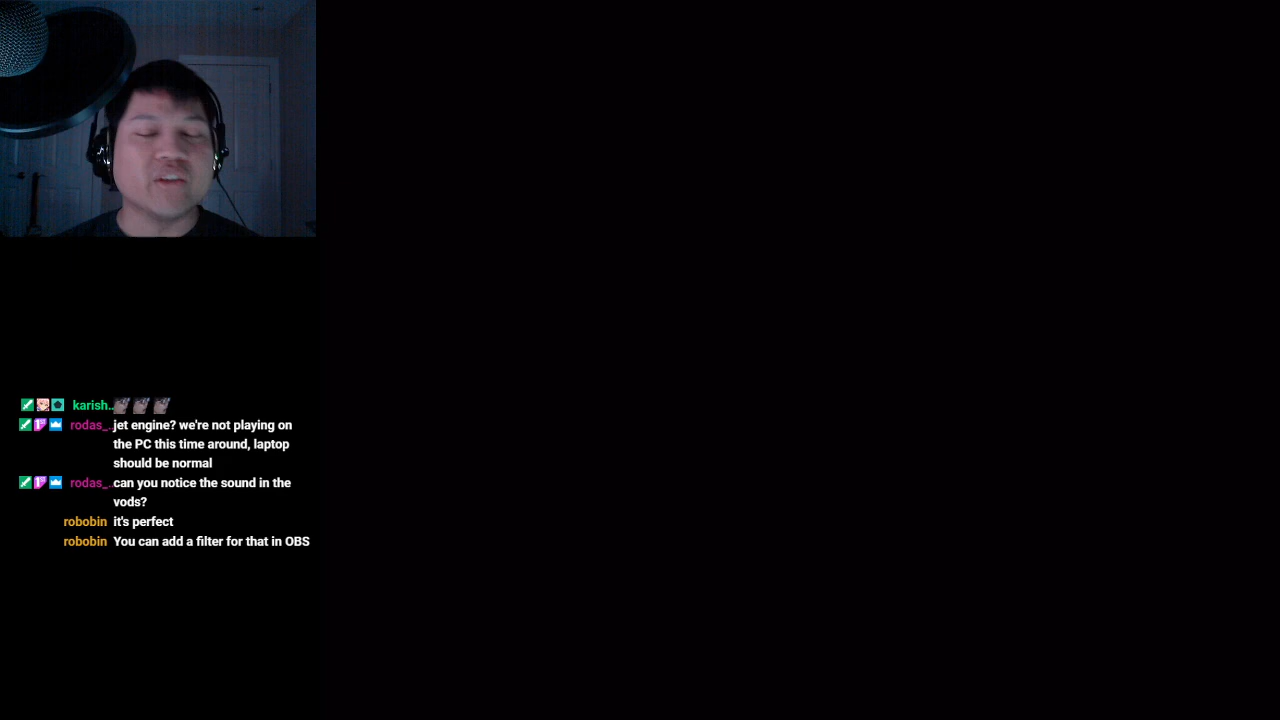 karish..
rodas_.. jet engine? we're not playing on
the PC this time around, laptop
should be normal
rodas_.. can you notice the sound in the
vods?
robobin it's perfect
robobin You can add a filter for that in OBS